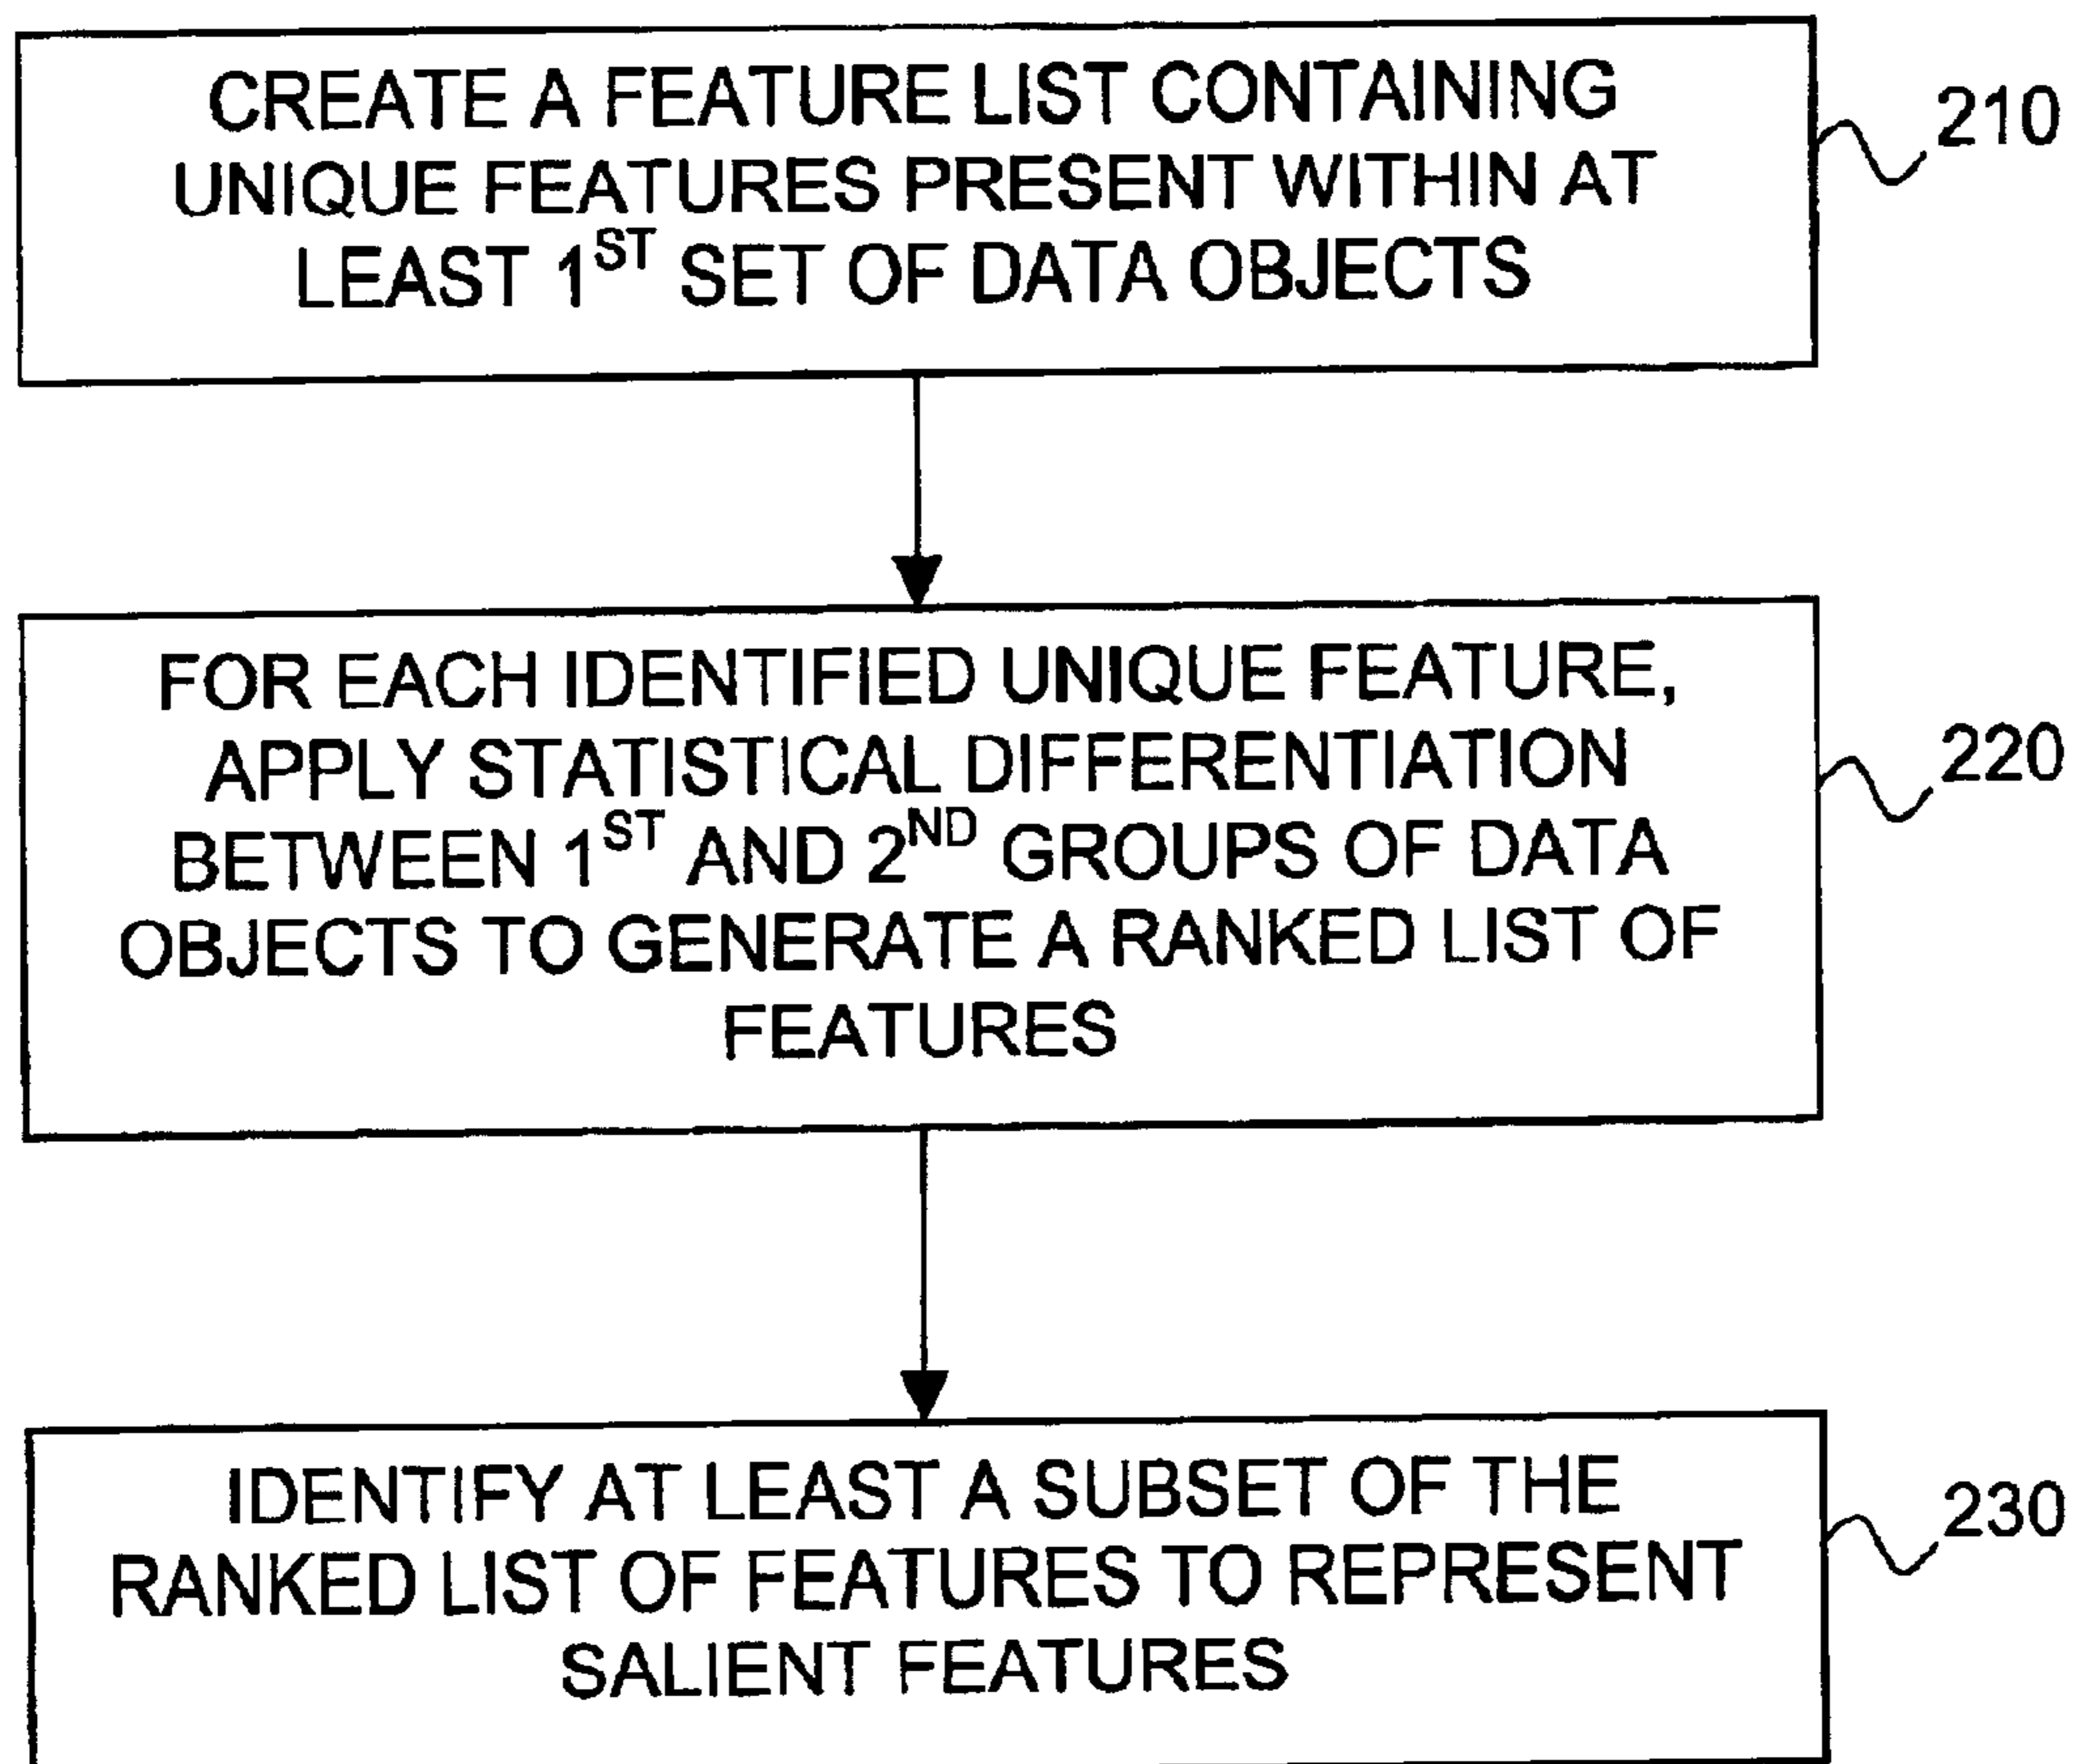 CREATE A FEATURE LIST CONTAINING
UNIQUE FEATURES PRESENT WITHIN AT
LEAST 1ST SET OF DATA OBJECTS
210
FOR EACH IDENTIFIED UNIQUE FEATURE,
APPLY STATISTICAL DIFFERENTIATION
BETWEEN 1ST AND 2ND GROUPS OF DATA
OBJECTS TO GENERATE A RANKED LIST OF
FEATURES
220
IDENTIFY AT LEAST A SUBSET OF THE
RANKED LIST OF FEATURES TO REPRESENT
SALIENT FEATURES
230